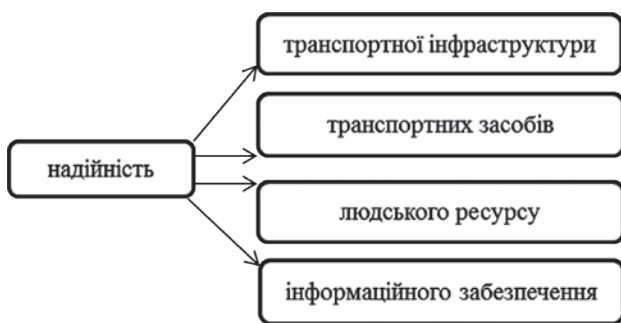 транспортної інфраструктури
транспортних засобів
надійність
людського ресурсу
інформаційного забезпечення